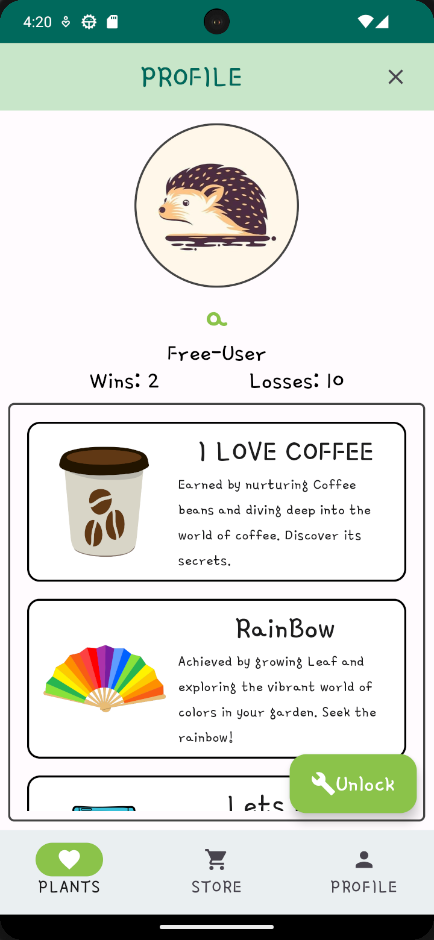 4:20
PROFILE
a
Free-User
Wins: 2 Losses: 10
I LOVE COFFEE
Earned by nurturing Coffee
beans and diving deep into the
world of coffee. Discover its
secrets.
RainBow
Achieved by growing Leaf and
exploring the vibrant world of
colors in your garden. Seek the
rainbow!
Lets
Unlock
PLANTS STORE PROFILE